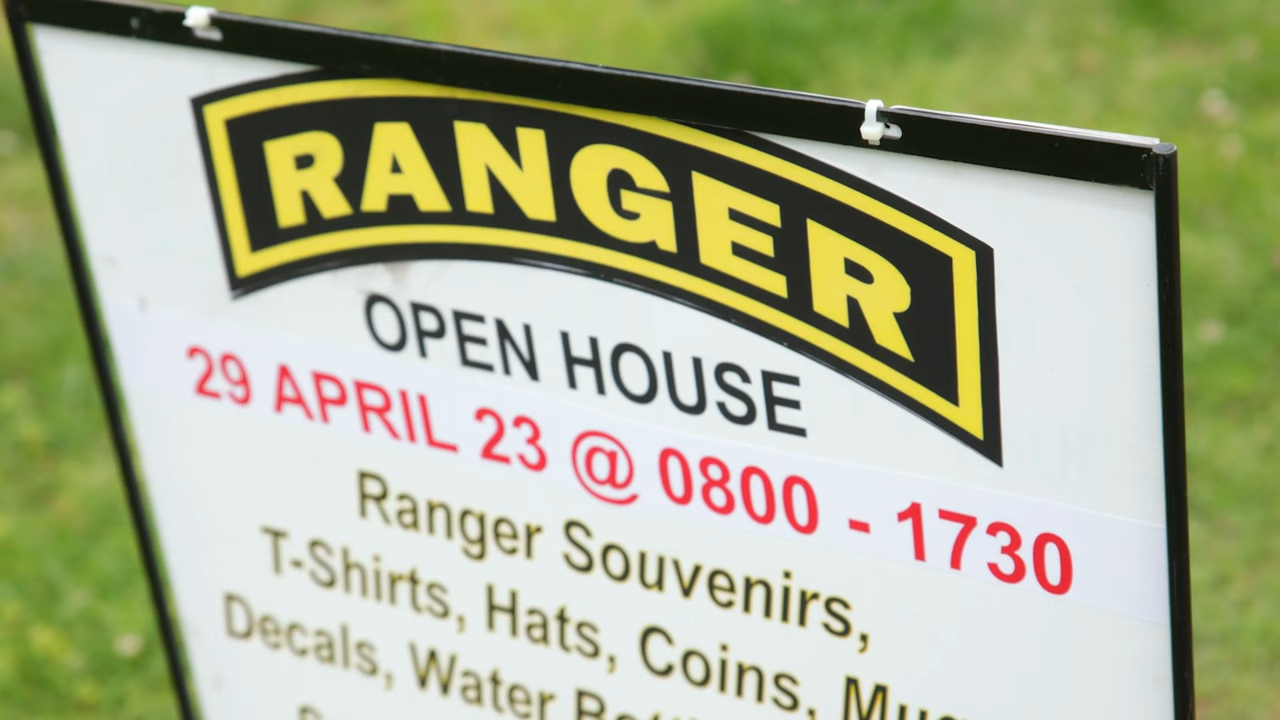 RANGER
OPEN HOUSE
29 APRIL 23 @ 0800 - 1730
Ranger Souvenirs,
T-Shirts, Hats, Coins,
Decals, Water